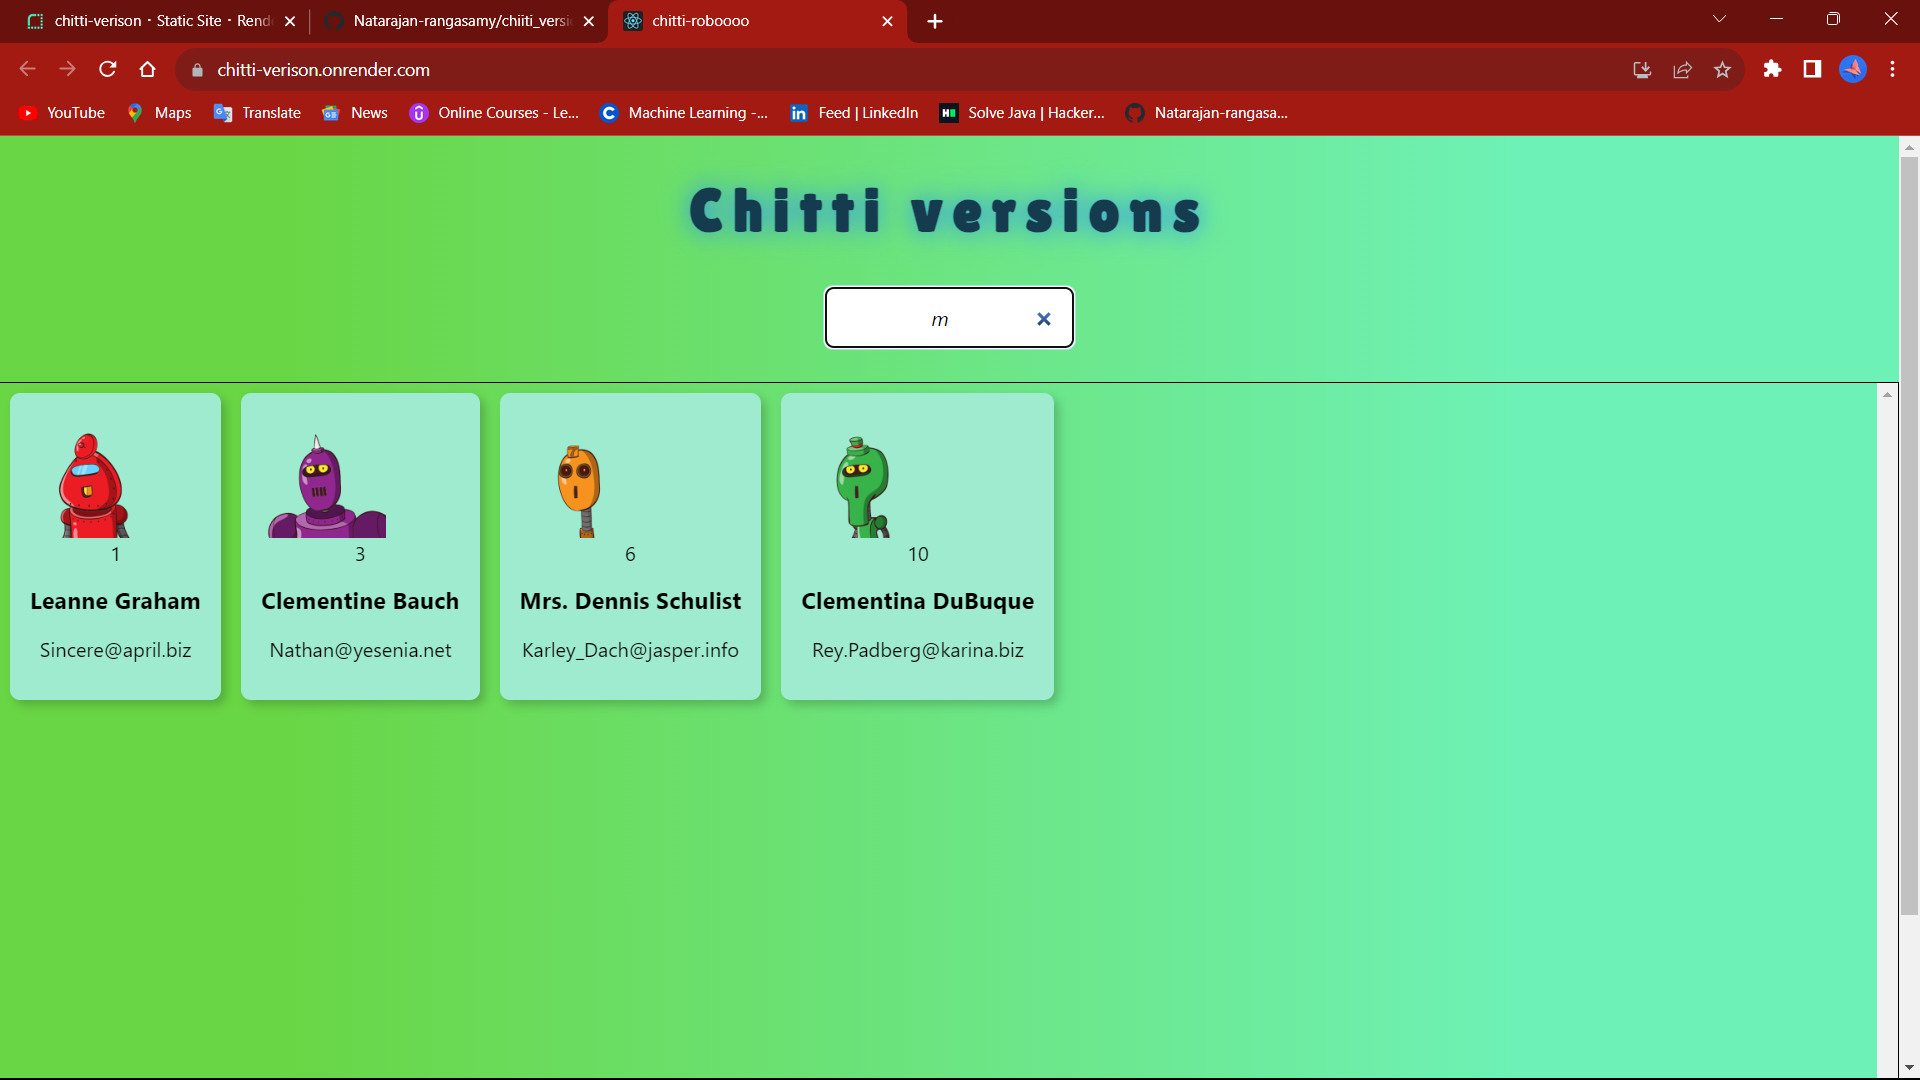 chitti-verison · Static Site · Rende
Natarajan-rangasamy/chiiti_versi
chitti-roboooo
chitti-verison.onrender.com
YouTube
Maps
Translate
News
Online Courses - Le...
Machine Learning -...
Feed | LinkedIn
Solve Java | Hacker...
Natarajan-rangasa...
Chitti versions
m
1
Leanne Graham
Sincere@april.biz
3
Clementine Bauch
Nathan@yesenia.net
6
Mrs. Dennis Schulist
Karley_Dach@jasper.info
10
Clementina DuBuque
Rey.Padberg@karina.biz